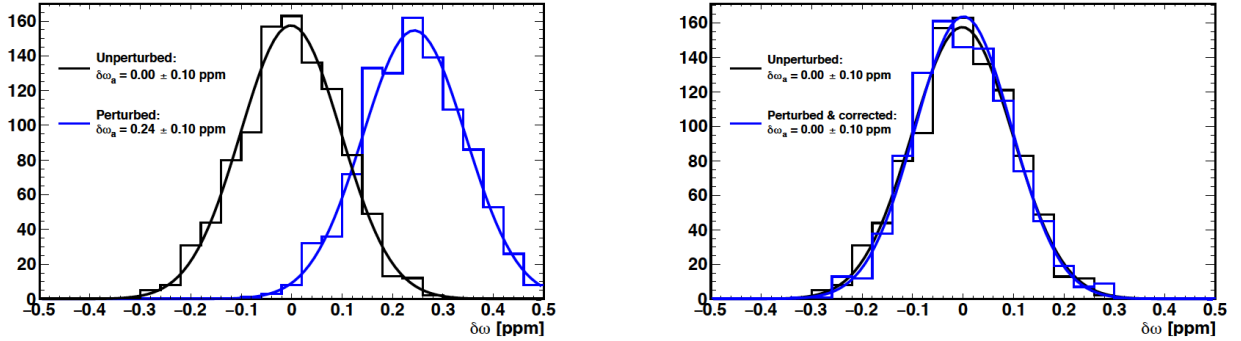 160
140
120
100
80
60
40
20
0
Unperturbed:
δωₐ = 0.00 ± 0.10 ppm
Perturbed:
δωₐ = 0.24 ± 0.10 ppm
−0.5 −0.4 −0.3 −0.2 −0.1 0 0.1 0.2 0.3 0.4 0.5
δω [ppm]
160
140
120
100
80
60
40
20
0
Unperturbed:
δωₐ = 0.00 ± 0.10 ppm
Perturbed & corrected:
δωₐ = 0.00 ± 0.10 ppm
−0.5 −0.4 −0.3 −0.2 −0.1 0 0.1 0.2 0.3 0.4 0.5
δω [ppm]